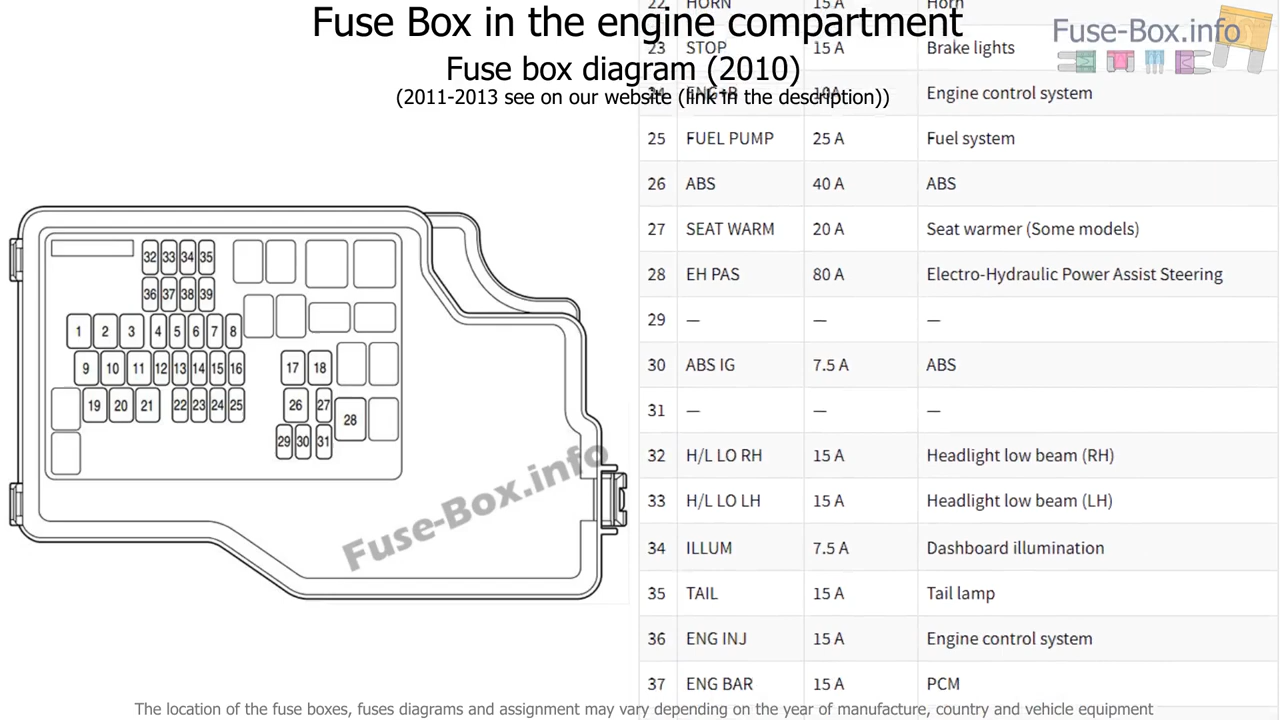 Fuse Box in the engine compartment
Fuse box diagram (2010)
(2011-2013 see on our website (link in the description))
Fuse-Box.info
22 HORN 15 A Horn
23 STOP 15 A Brake lights
24 ENG+B 10A Engine control system
25 FUEL PUMP 25 A Fuel system
26 ABS 40 A ABS
27 SEAT WARM 20 A Seat warmer (Some models)
28 EH PAS 80 A Electro-Hydraulic Power Assist Steering
29 — — —
30 ABS IG 7.5 A ABS
31 — — —
32 H/L LO RH 15 A Headlight low beam (RH)
33 H/L LO LH 15 A Headlight low beam (LH)
34 ILLUM 7.5 A Dashboard illumination
35 TAIL 15 A Tail lamp
36 ENG INJ 15 A Engine control system
37 ENG BAR 15 A PCM
32 33 34 35
36 37 38 39
1 2 3 4 5 6 7 8
9 10 11 12 13 14 15 16 17 18
19 20 21 22 23 24 25 26 27 28
29 30 31
Fuse-Box.info
The location of the fuse boxes, fuses diagrams and assignment may vary depending on the year of manufacture, country and vehicle equipment